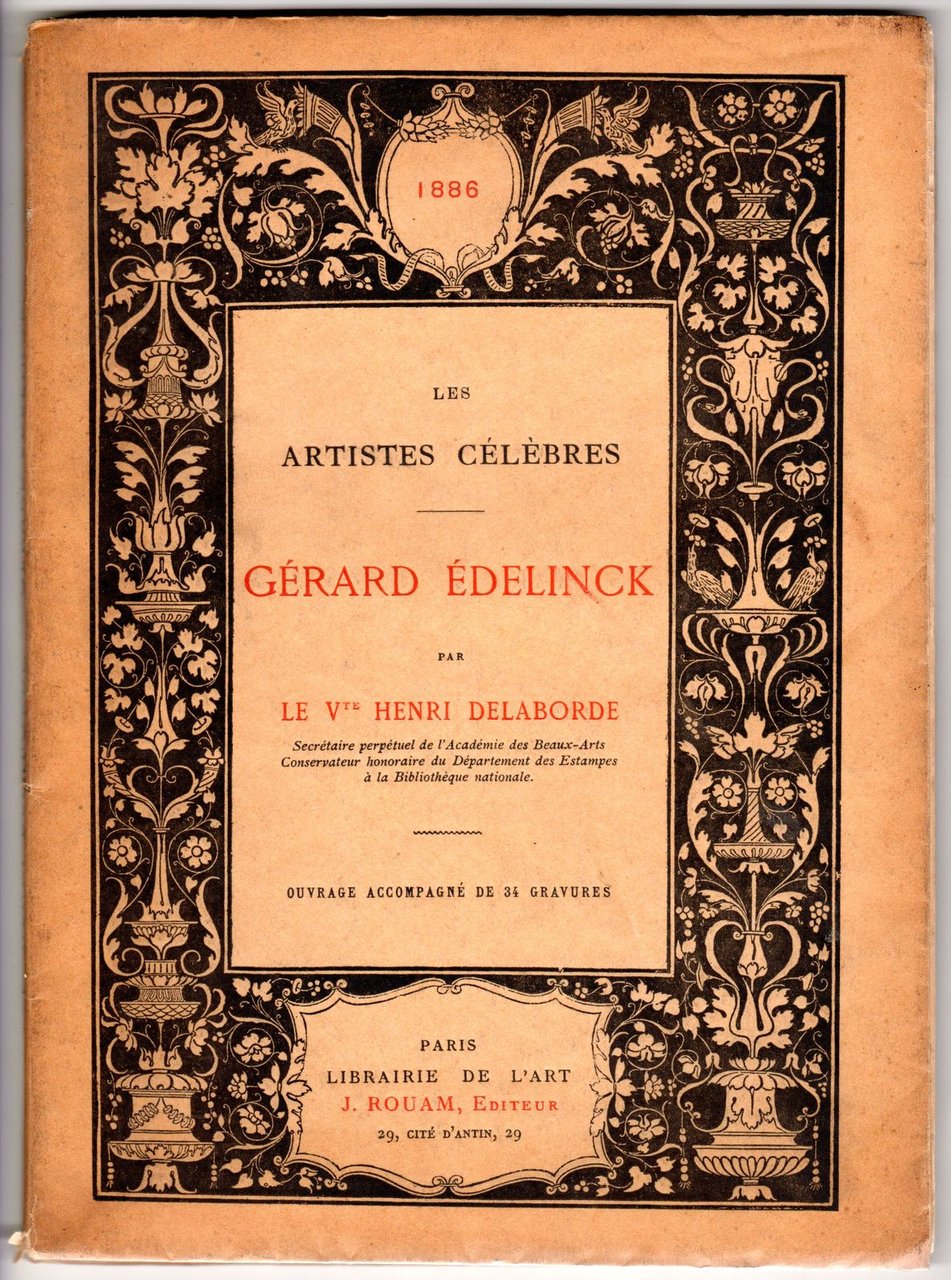 1886
LES
ARTISTES CÉLÈBRES
GÉRARD ÉDELINCK
PAR
LE VTE HENRI DELABORDE
Secrétaire perpétuel de l'Académie des Beaux-Arts
Conservateur honoraire du Département des Estampes
à la Bibliothèque nationale.
OUVRAGE ACCOMPAGNÉ DE 34 GRAVURES
PARIS
LIBRAIRIE DE L'ART
J. ROUAM, EDITEUR
29, CITÉ D'ANTIN, 29